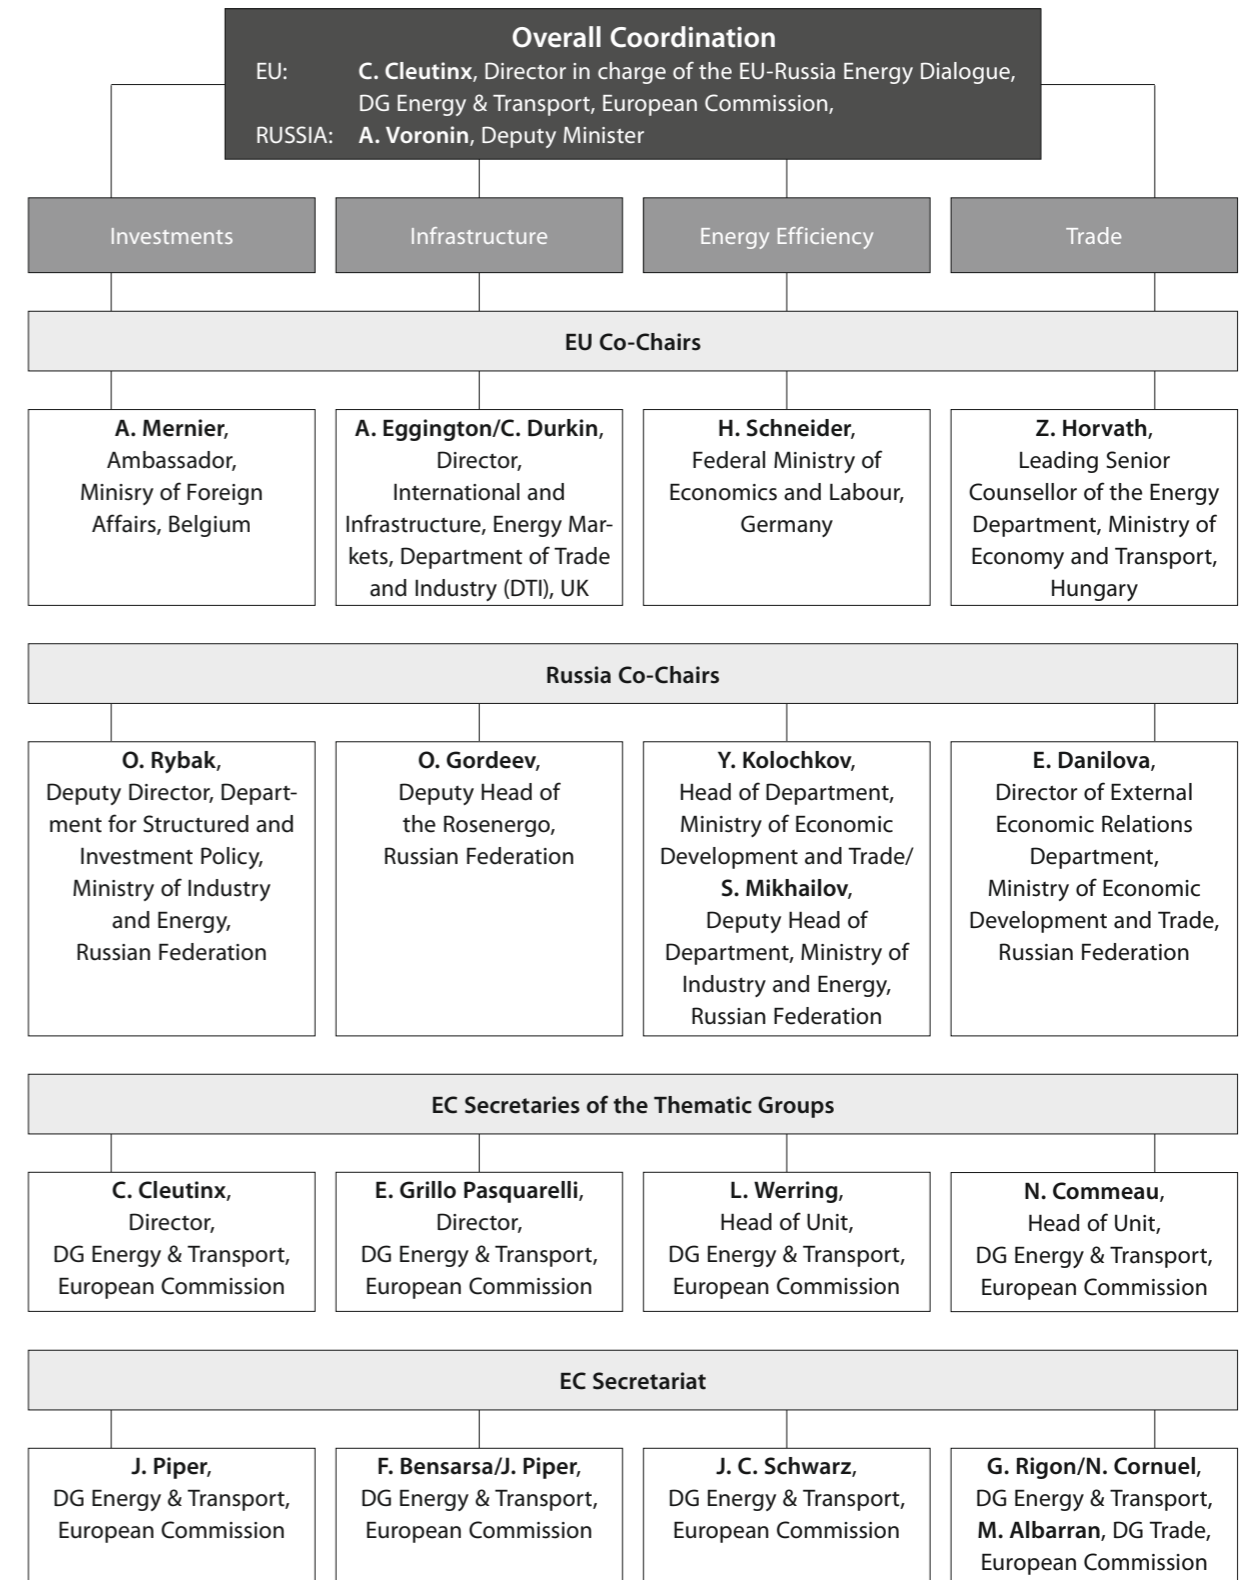 Overall Coordination
EU: C. Cleutinx, Director in charge of the EU-Russia Energy Dialogue,
DG Energy & Transport, European Commission,
RUSSIA: A. Voronin, Deputy Minister
Investments
Infrastructure
Energy Efficiency
Trade
EU Co-Chairs
A. Mernier,
Ambassador,
Minisry of Foreign
Affairs, Belgium
A. Eggington/C. Durkin,
Director,
International and
Infrastructure, Energy Mar-
kets, Department of Trade
and Industry (DTI), UK
H. Schneider,
Federal Ministry of
Economics and Labour,
Germany
Z. Horvath,
Leading Senior
Counsellor of the Energy
Department, Ministry of
Economy and Transport,
Hungary
Russia Co-Chairs
O. Rybak,
Deputy Director, Depart-
ment for Structured and
Investment Policy,
Ministry of Industry
and Energy,
Russian Federation
O. Gordeev,
Deputy Head of
the Rosenergo,
Russian Federation
Y. Kolochkov,
Head of Department,
Ministry of Economic
Development and Trade/
S. Mikhailov,
Deputy Head of
Department, Ministry of
Industry and Energy,
Russian Federation
E. Danilova,
Director of External
Economic Relations
Department,
Ministry of Economic
Development and Trade,
Russian Federation
EC Secretaries of the Thematic Groups
C. Cleutinx,
Director,
DG Energy & Transport,
European Commission
E. Grillo Pasquarelli,
Director,
DG Energy & Transport,
European Commission
L. Werring,
Head of Unit,
DG Energy & Transport,
European Commission
N. Commeau,
Head of Unit,
DG Energy & Transport,
European Commission
EC Secretariat
J. Piper,
DG Energy & Transport,
European Commission
F. Bensarsa/J. Piper,
DG Energy & Transport,
European Commission
J. C. Schwarz,
DG Energy & Transport,
European Commission
G. Rigon/N. Cornuel,
DG Energy & Transport,
M. Albarran, DG Trade,
European Commission